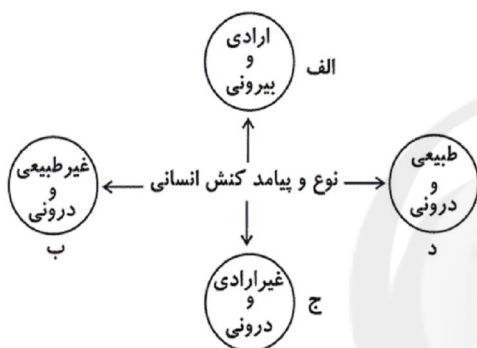 ارادی
و
بیرونی
الف
غیرطبیعی
و
درونی
ب
نوع و پیامد کنش انسانی
طبیعی
و
درونی
د
غیرارادی
و
درونی
ج